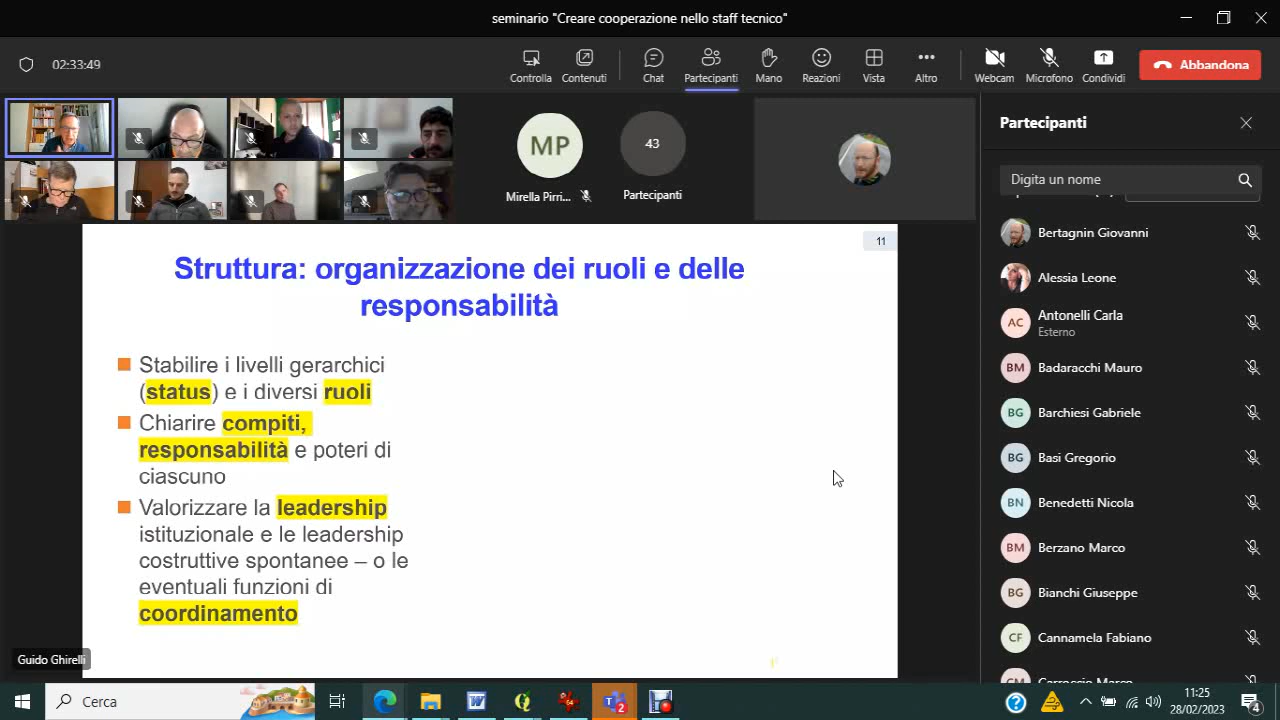 seminario "Creare cooperazione nello staff tecnico"
02:33:49
Controlla
Contenuti
Chat
Partecipanti
Mano
Reazioni
Vista
Altro
Webcam
Microfono
Condividi
Abbandona
MP
Mirella Pirri...
43
Partecipanti
11
Struttura: organizzazione dei ruoli e delle
responsabilità
Stabilire i livelli gerarchici
(status) e i diversi ruoli
Chiarire compiti,
responsabilità e poteri di
ciascuno
Valorizzare la leadership
istituzionale e le leadership
costruttive spontanee – o le
eventuali funzioni di
coordinamento
Guido Ghirelli
Partecipanti
Digita un nome
Bertagnin Giovanni
Alessia Leone
AC
Antonelli Carla
Esterno
BM
Badaracchi Mauro
BG
Barchiesi Gabriele
BG
Basi Gregorio
BN
Benedetti Nicola
BM
Berzano Marco
BG
Bianchi Giuseppe
CF
Cannamela Fabiano
Cerca
2
11:25
28/02/2023
4